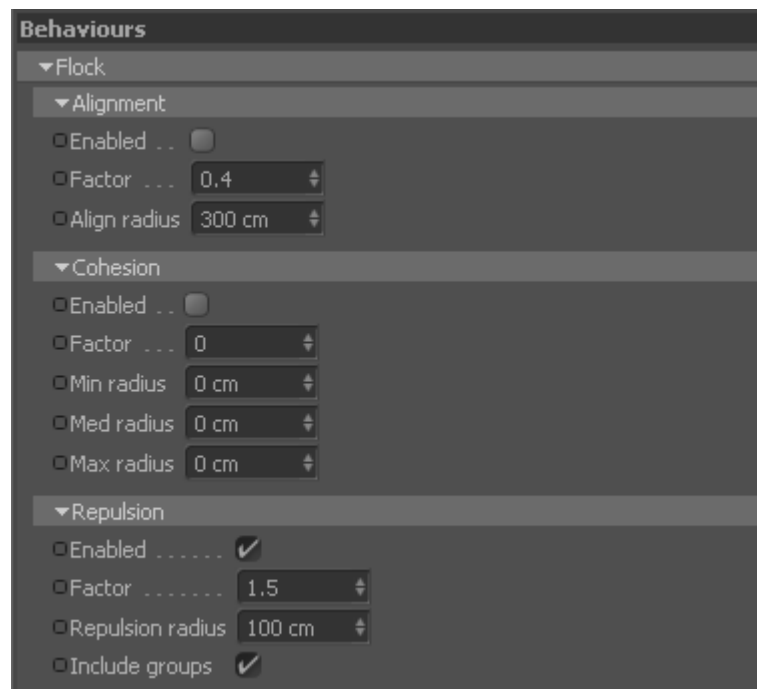 Behaviours
Flock
Alignment
Enabled . .
Factor . . . 0.4
Align radius 300 cm
Cohesion
Enabled . .
Factor . . . 0
Min radius 0 cm
Med radius 0 cm
Max radius 0 cm
Repulsion
Enabled . . . . . .
Factor . . . . . . . 1.5
Repulsion radius 100 cm
Include groups